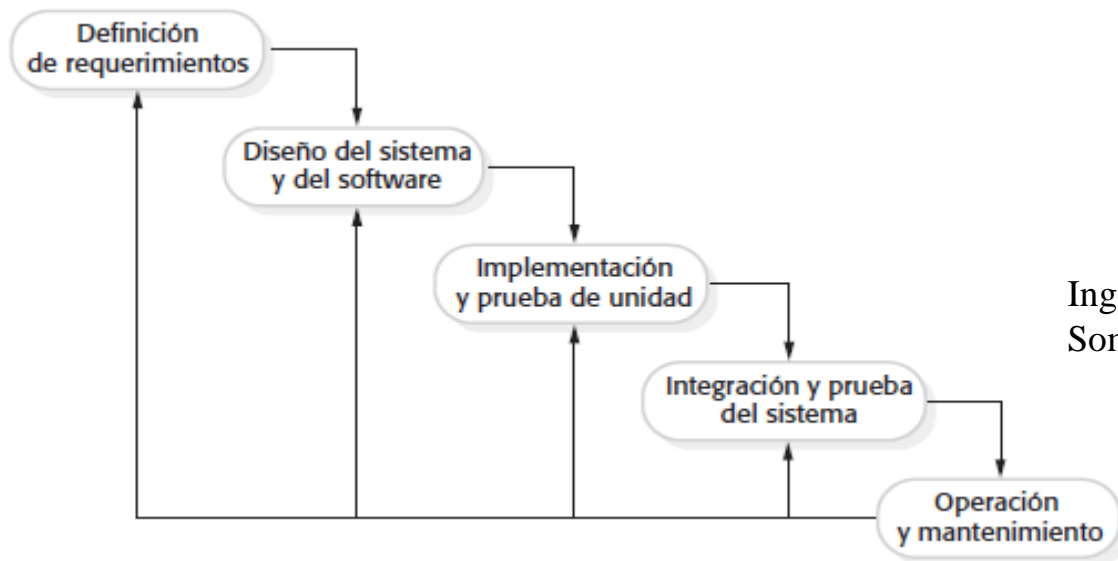 Definición
de requerimientos
Diseño del sistema
y del software
Implementación
y prueba de unidad
Integración y prueba
del sistema
Operación
y mantenimiento